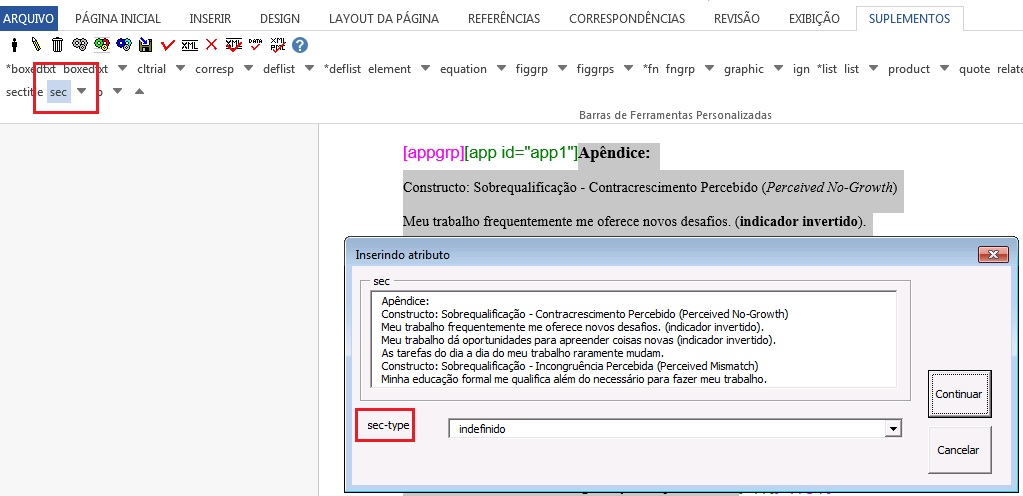 ARQUIVO PÁGINA INICIAL INSERIR DESIGN LAYOUT DA PÁGINA REFERÊNCIAS CORRESPONDÊNCIAS REVISÃO EXIBIÇÃO SUPLEMENTOS
XML DATA XML PMC ?
*boxedtxt boxedtxt cltrial corresp deflist *deflist element equation figgrp figgrps *fn fngrp graphic ign *list list product quote relate
sectitle sec p
Barras de Ferramentas Personalizadas
[appgrp][app id="app1"]Apêndice:
Constructo: Sobrequalificação - Contracrescimento Percebido (Perceived No-Growth)
Meu trabalho frequentemente me oferece novos desafios. (indicador invertido).
Inserindo atributo
sec
Apêndice:
Constructo: Sobrequalificação - Contracrescimento Percebido (Perceived No-Growth)
Meu trabalho frequentemente me oferece novos desafios. (indicador invertido).
Meu trabalho dá oportunidades para apreender coisas novas (indicador invertido).
As tarefas do dia a dia do meu trabalho raramente mudam.
Constructo: Sobrequalificação - Incongruência Percebida (Perceived Mismatch)
Minha educação formal me qualifica além do necessário para fazer meu trabalho.
Continuar
sec-type indefinido
Cancelar